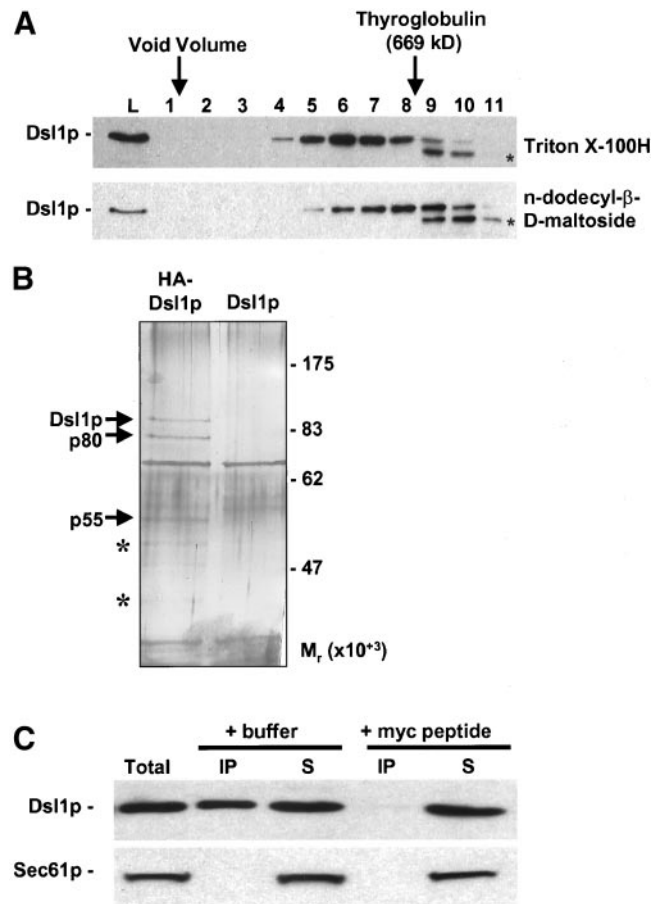 A
Void Volume
Thyroglobulin
(669 kD)
L 1 2 3 4 5 6 7 8 9 10 11
Dsl1p - * Triton X-100H
Dsl1p - * n-dodecyl-β-
D-maltoside
B
HA-
Dsl1p Dsl1p
- 175
Dsl1p
- 83
p80
- 62
p55
*
- 47
*
Mr (x10+3)
C
+ buffer + myc peptide
Total IP S IP S
Dsl1p -
Sec61p -